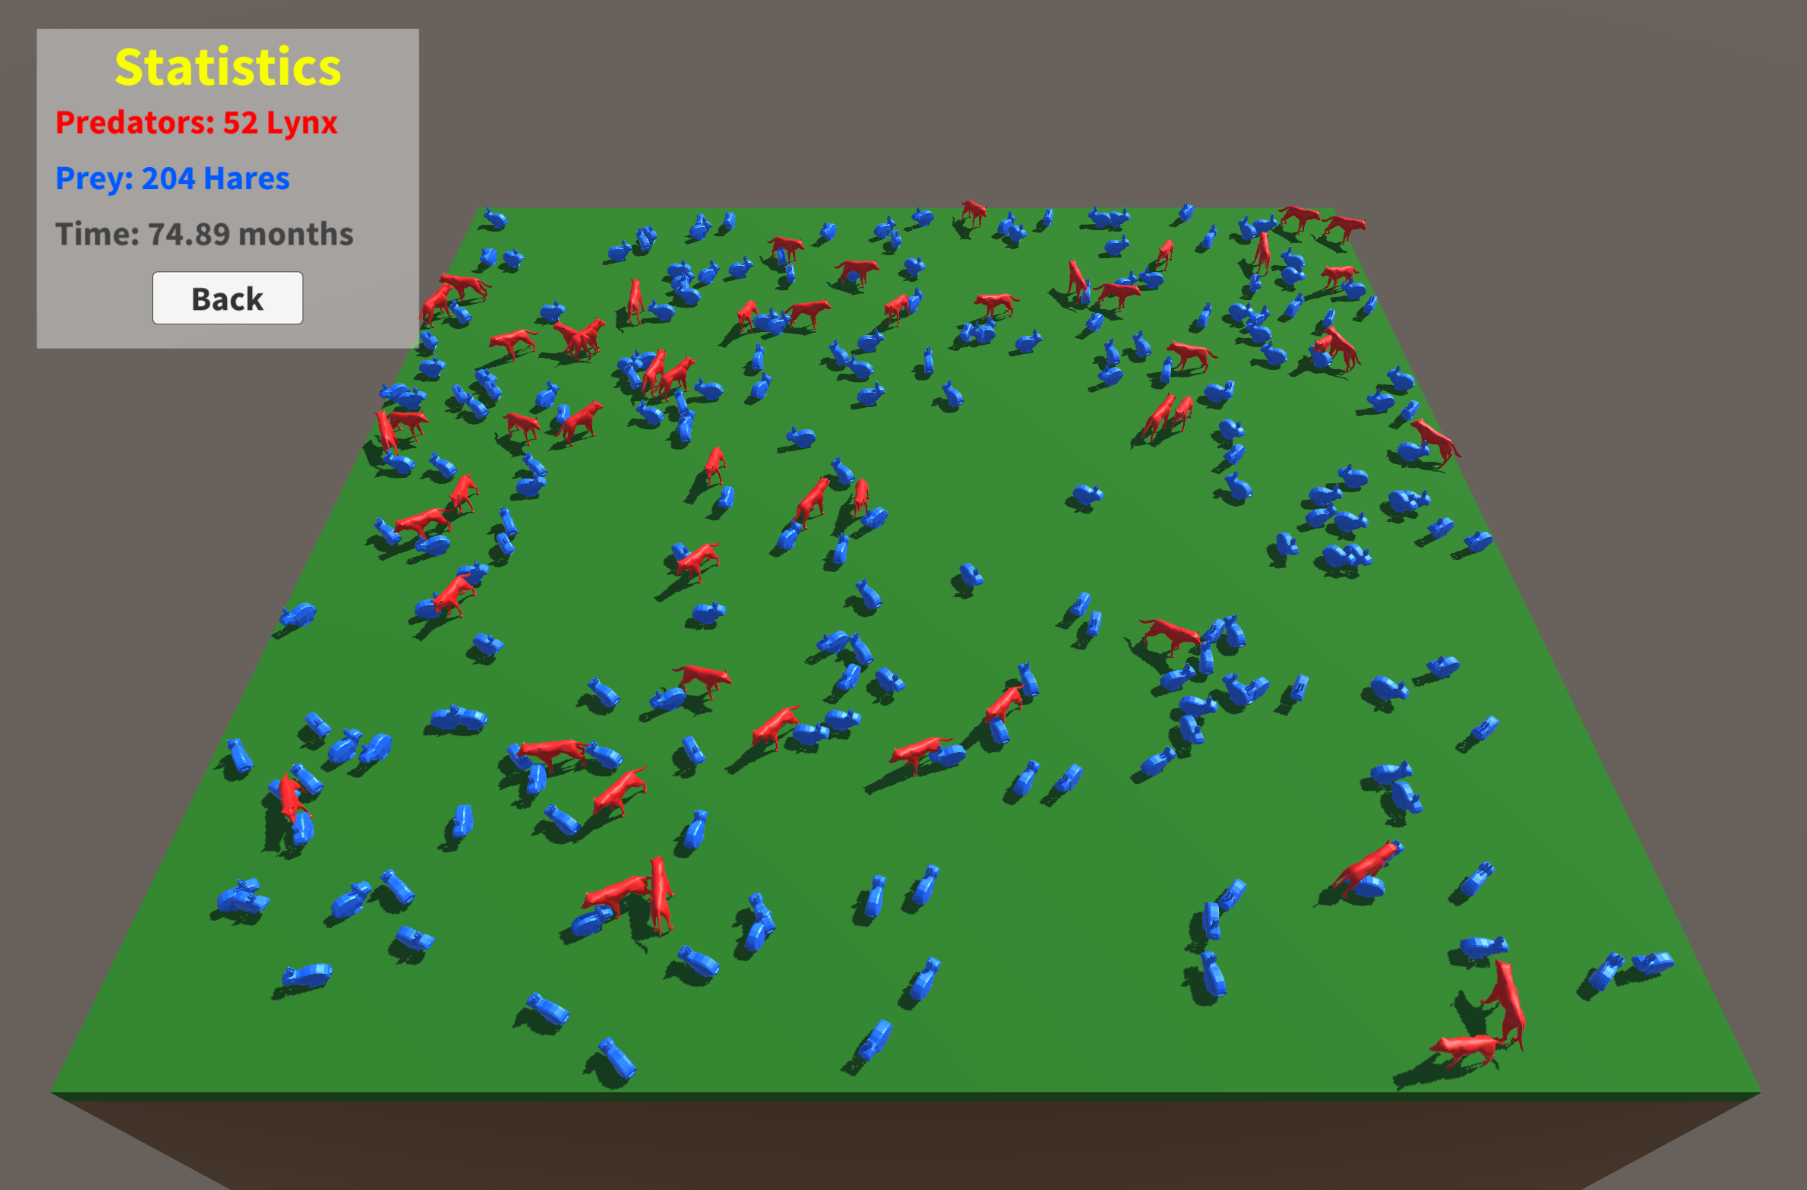 Statistics
Predators: 52 Lynx
Prey: 204 Hares
Time: 74.89 months
Back